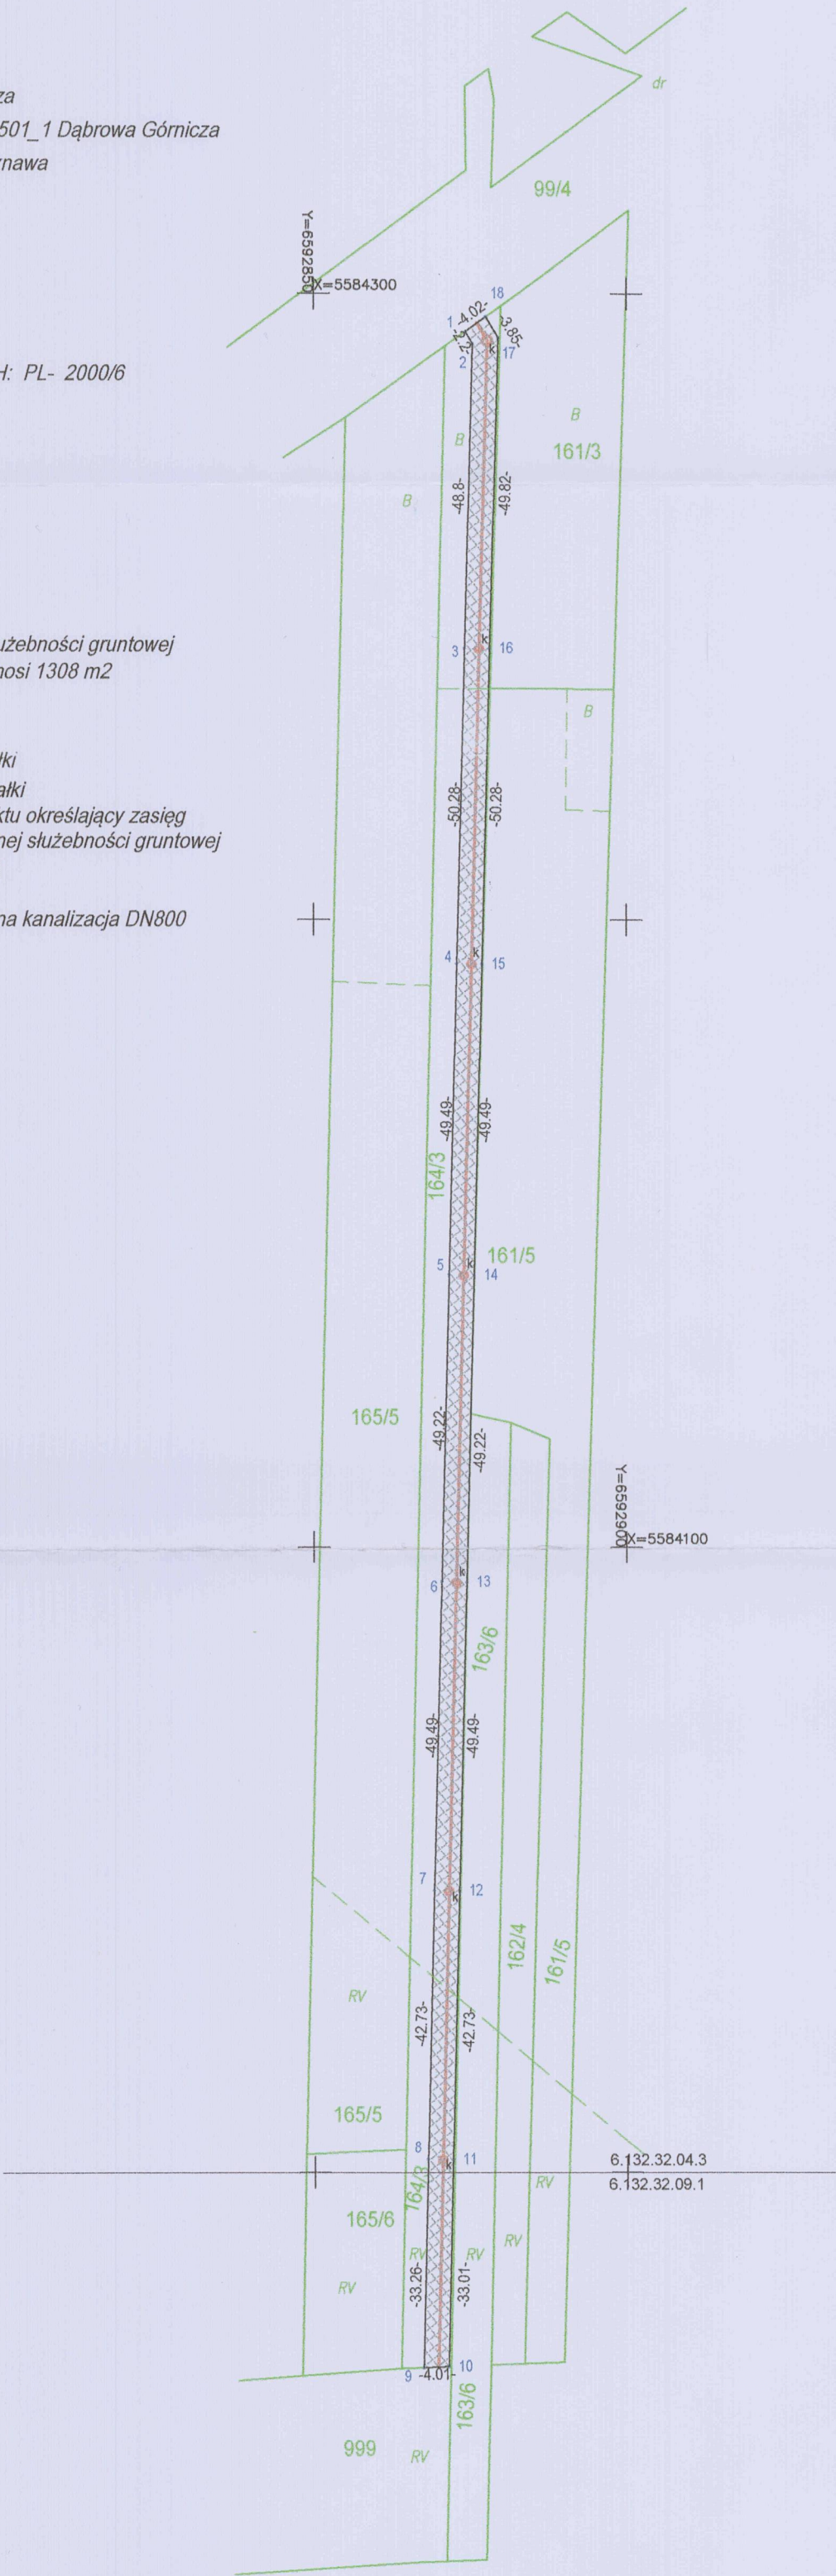 za
501_1 Dąbrowa Górnicza
nawa
dr
99/4
Y=6592850
X=5584300
18
1
-4.02-
-3.85-
2
k
17
H: PL- 2000/6
B
B
161/3
B
-48.8-
-49.82-
użebności gruntowej
nosi 1308 m2
3
k
16
B
łki
ałki
ktu określający zasięg
nej służebności gruntowej
-50.28-
-50.28-
na kanalizacja DN800
4
k
15
-49.49-
-49.49-
164/3
161/5
5
k
14
165/5
-49.22-
-49.22-
Y=6592900
X=5584100
6
k
13
163/6
-49.49-
-49.49-
7
k
12
162/4
161/5
RV
-42.73-
-42.73-
165/5
8
k
11
6.132.32.04.3
6.132.32.09.1
164/3
RV
165/6
RV
RV
RV
RV
-33.26-
-33.01-
9
-4.01-
10
163/6
999
RV